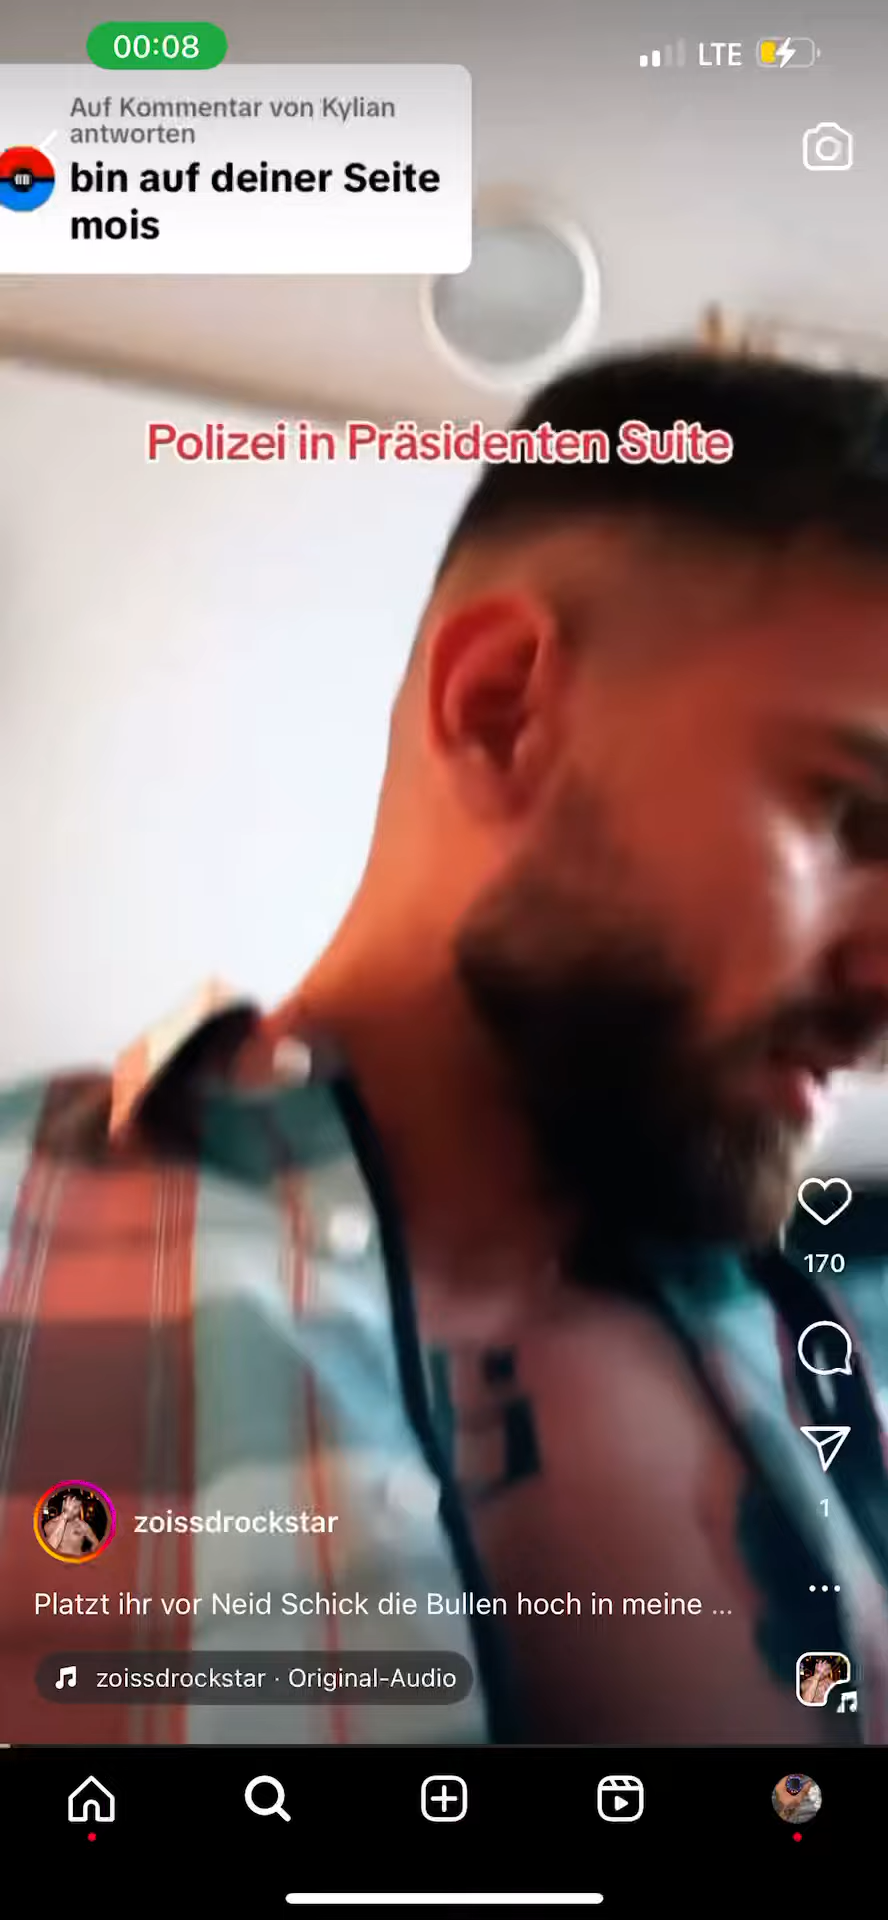 00:08
LTE
Auf Kommentar von Kylian
antworten
bin auf deiner Seite
mois
Polizei in Präsidenten Suite
170
1
zoissdrockstar
Platzt ihr vor Neid Schick die Bullen hoch in meine ...
zoissdrockstar · Original-Audio